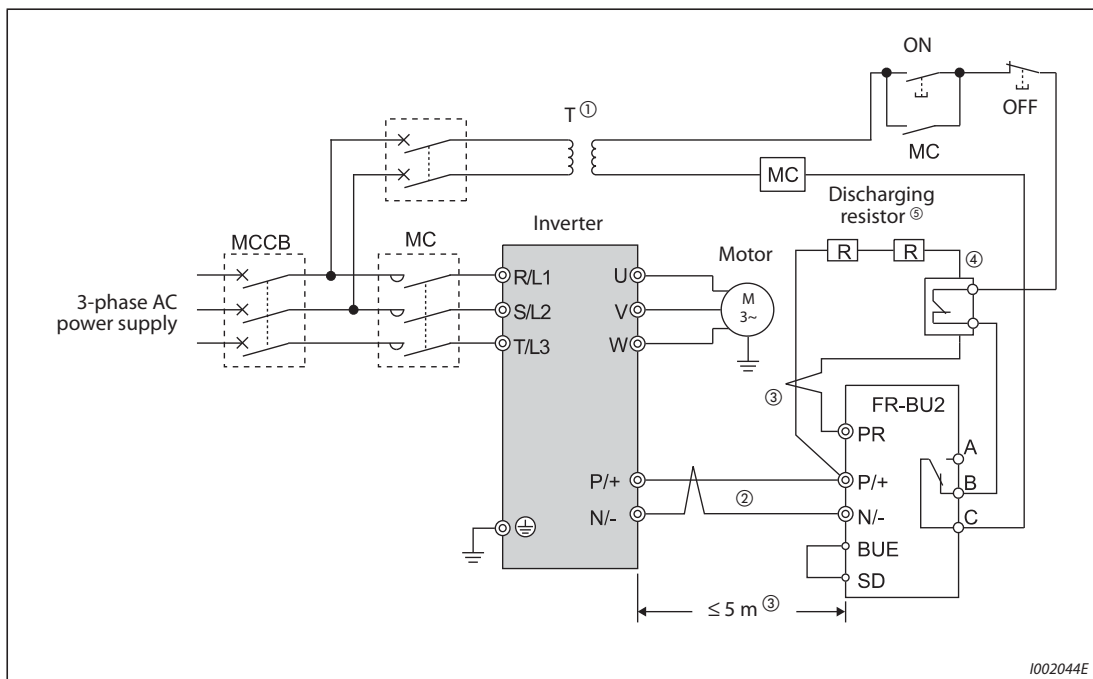 ON
OFF
T ①
MC
MC
Discharging
resistor ⑤
R
R
④
Inverter
MCCB
MC
Motor
3-phase AC
power supply
R/L1
S/L2
T/L3
U
V
W
M
3~
③
FR-BU2
PR
A
B
C
P/+
N/-
②
P/+
N/-
BUE
SD
≤ 5 m ③
I002044E